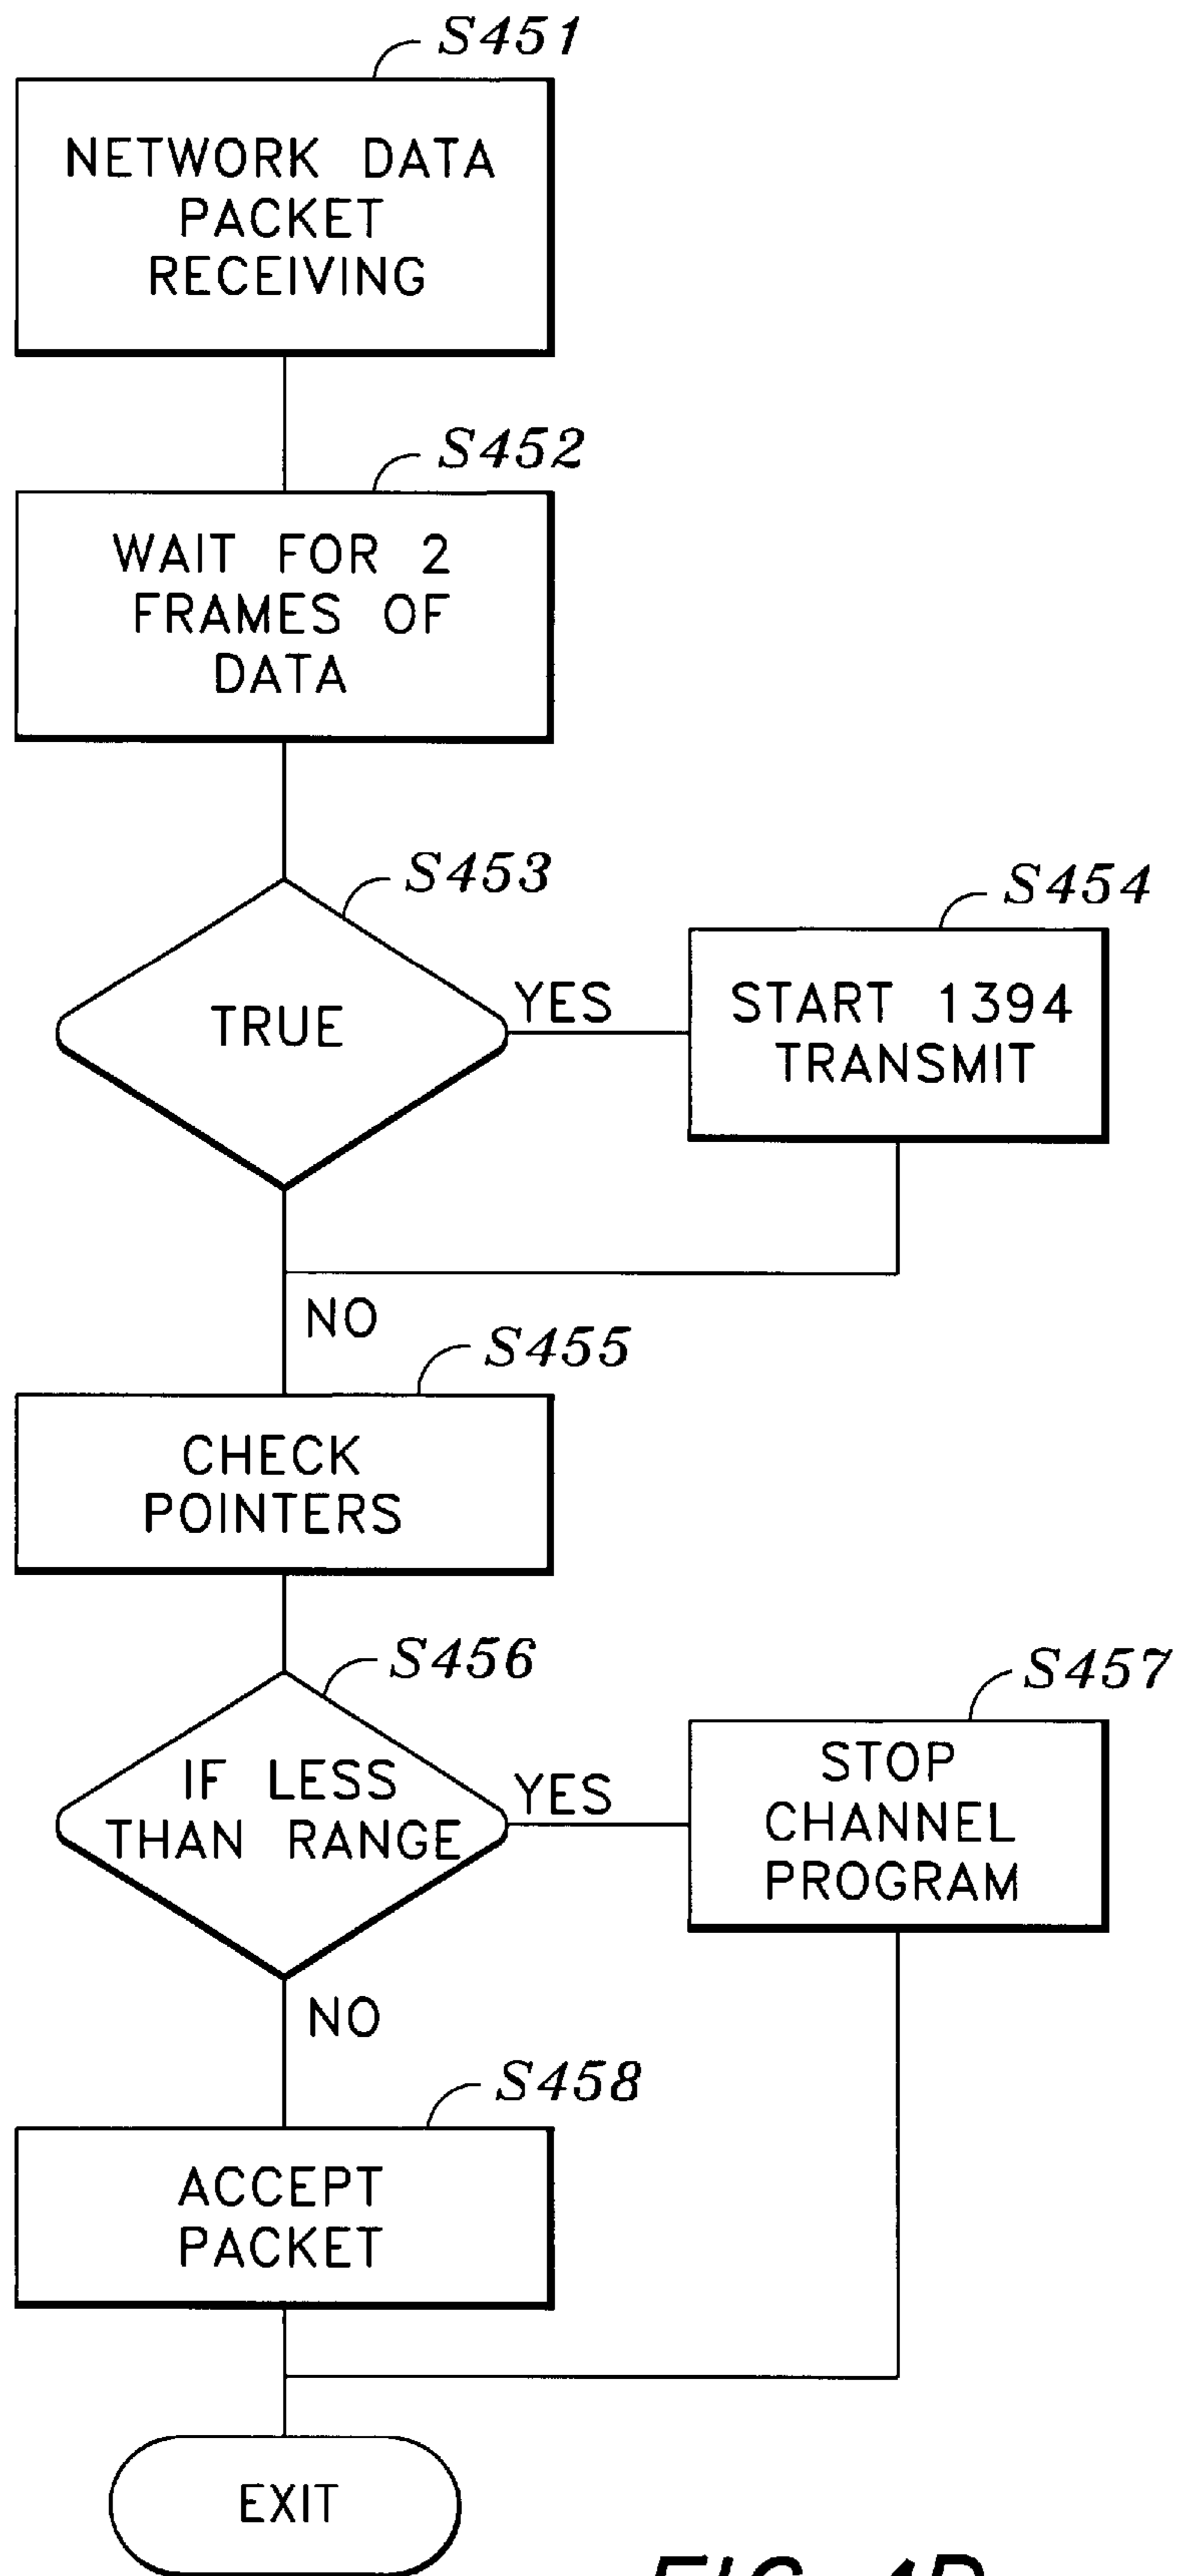 S451
NETWORK DATA
PACKET
RECEIVING
S452
WAIT FOR 2
FRAMES OF
DATA
S453
TRUE
YES
S454
START 1394
TRANSMIT
NO
S455
CHECK
POINTERS
S456
IF LESS
THAN RANGE
YES
S457
STOP
CHANNEL
PROGRAM
NO
S458
ACCEPT
PACKET
EXIT